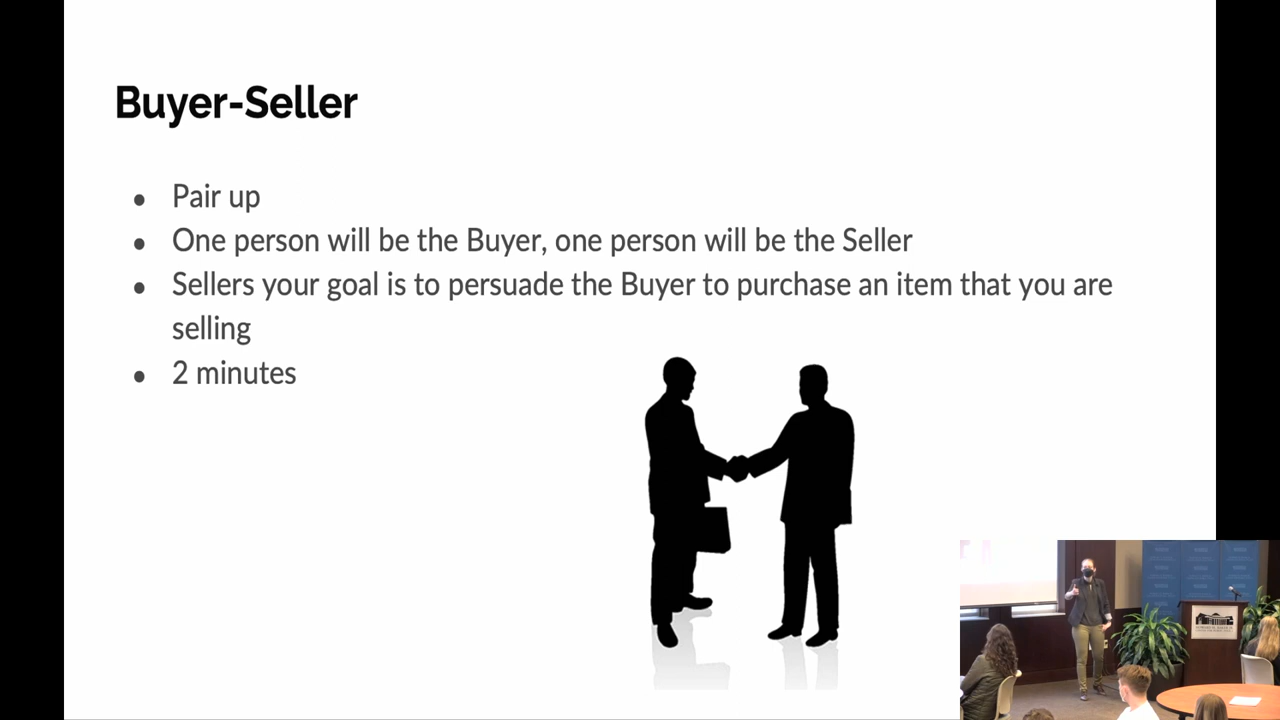 Buyer-Seller
● Pair up
● One person will be the Buyer, one person will be the Seller
● Sellers your goal is to persuade the Buyer to purchase an item that you are
selling
● 2 minutes